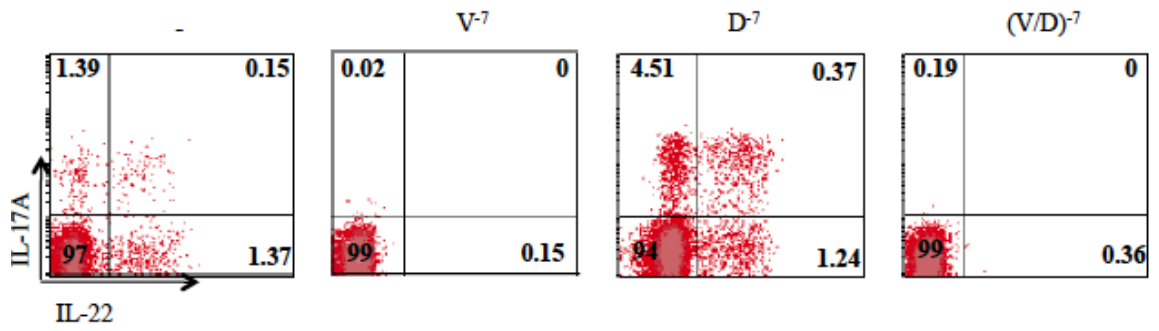 - V-7 D-7 (V/D)-7
1.39 0.15 0.02 0 4.51 0.37 0.19 0
97 1.37 99 0.15 94 1.24 99 0.36
IL-17A
IL-22